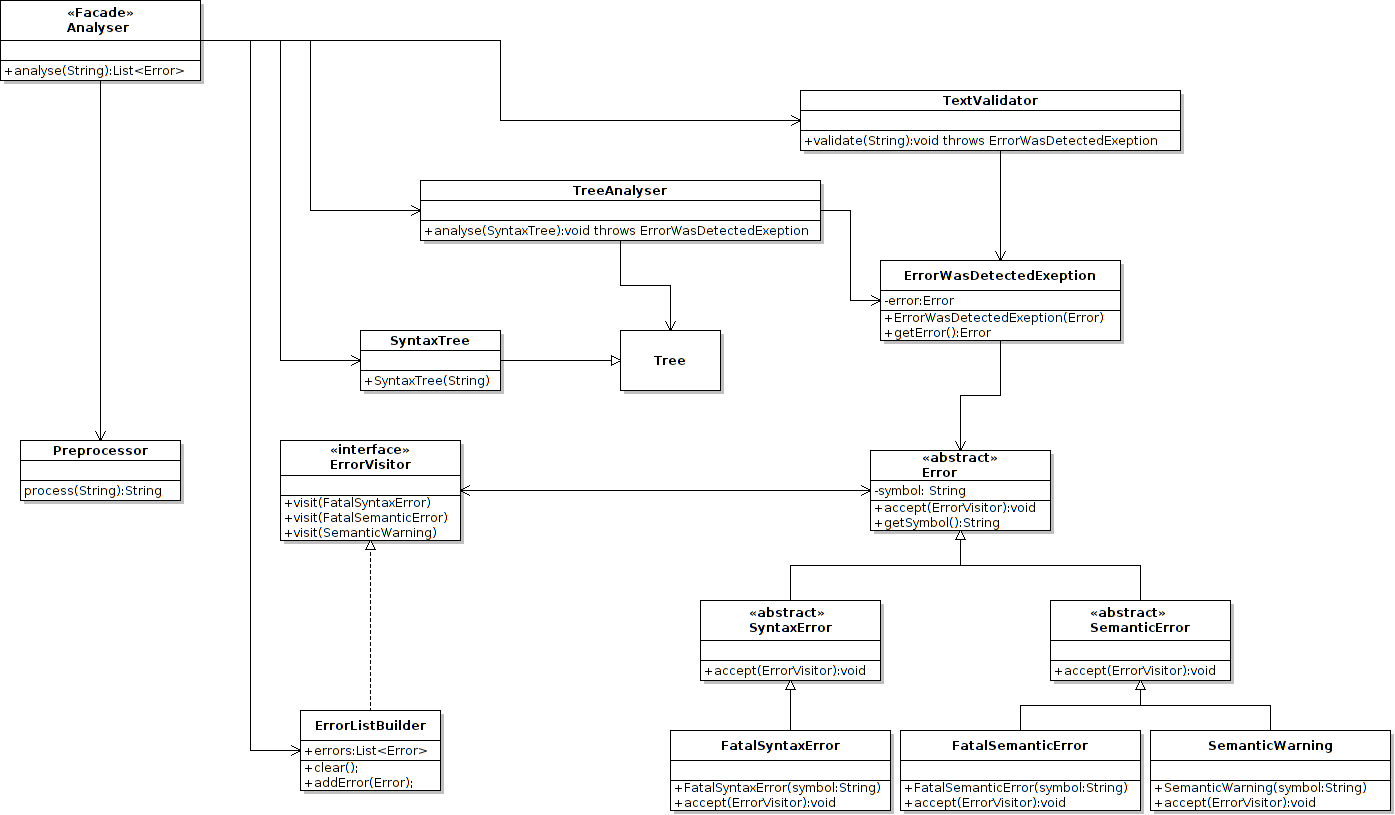 «Facade»
Analyser
+analyse(String):List<Error>
TextValidator
+validate(String):void throws ErrorWasDetectedExeption
TreeAnalyser
+analyse(SyntaxTree):void throws ErrorWasDetectedExeption
ErrorWasDetectedExeption
-error:Error
+ErrorWasDetectedExeption(Error)
+getError():Error
SyntaxTree
+SyntaxTree(String)
Tree
Preprocessor
process(String):String
«interface»
ErrorVisitor
+visit(FatalSyntaxError)
+visit(FatalSemanticError)
+visit(SemanticWarning)
«abstract»
Error
-symbol: String
+accept(ErrorVisitor):void
+getSymbol():String
«abstract»
SyntaxError
+accept(ErrorVisitor):void
«abstract»
SemanticError
+accept(ErrorVisitor):void
ErrorListBuilder
+errors:List<Error>
+clear();
+addError(Error);
FatalSyntaxError
+FatalSyntaxError(symbol:String)
+accept(ErrorVisitor):void
FatalSemanticError
+FatalSemanticError(symbol:String)
+accept(ErrorVisitor):void
SemanticWarning
+SemanticWarning(symbol:String)
+accept(ErrorVisitor):void